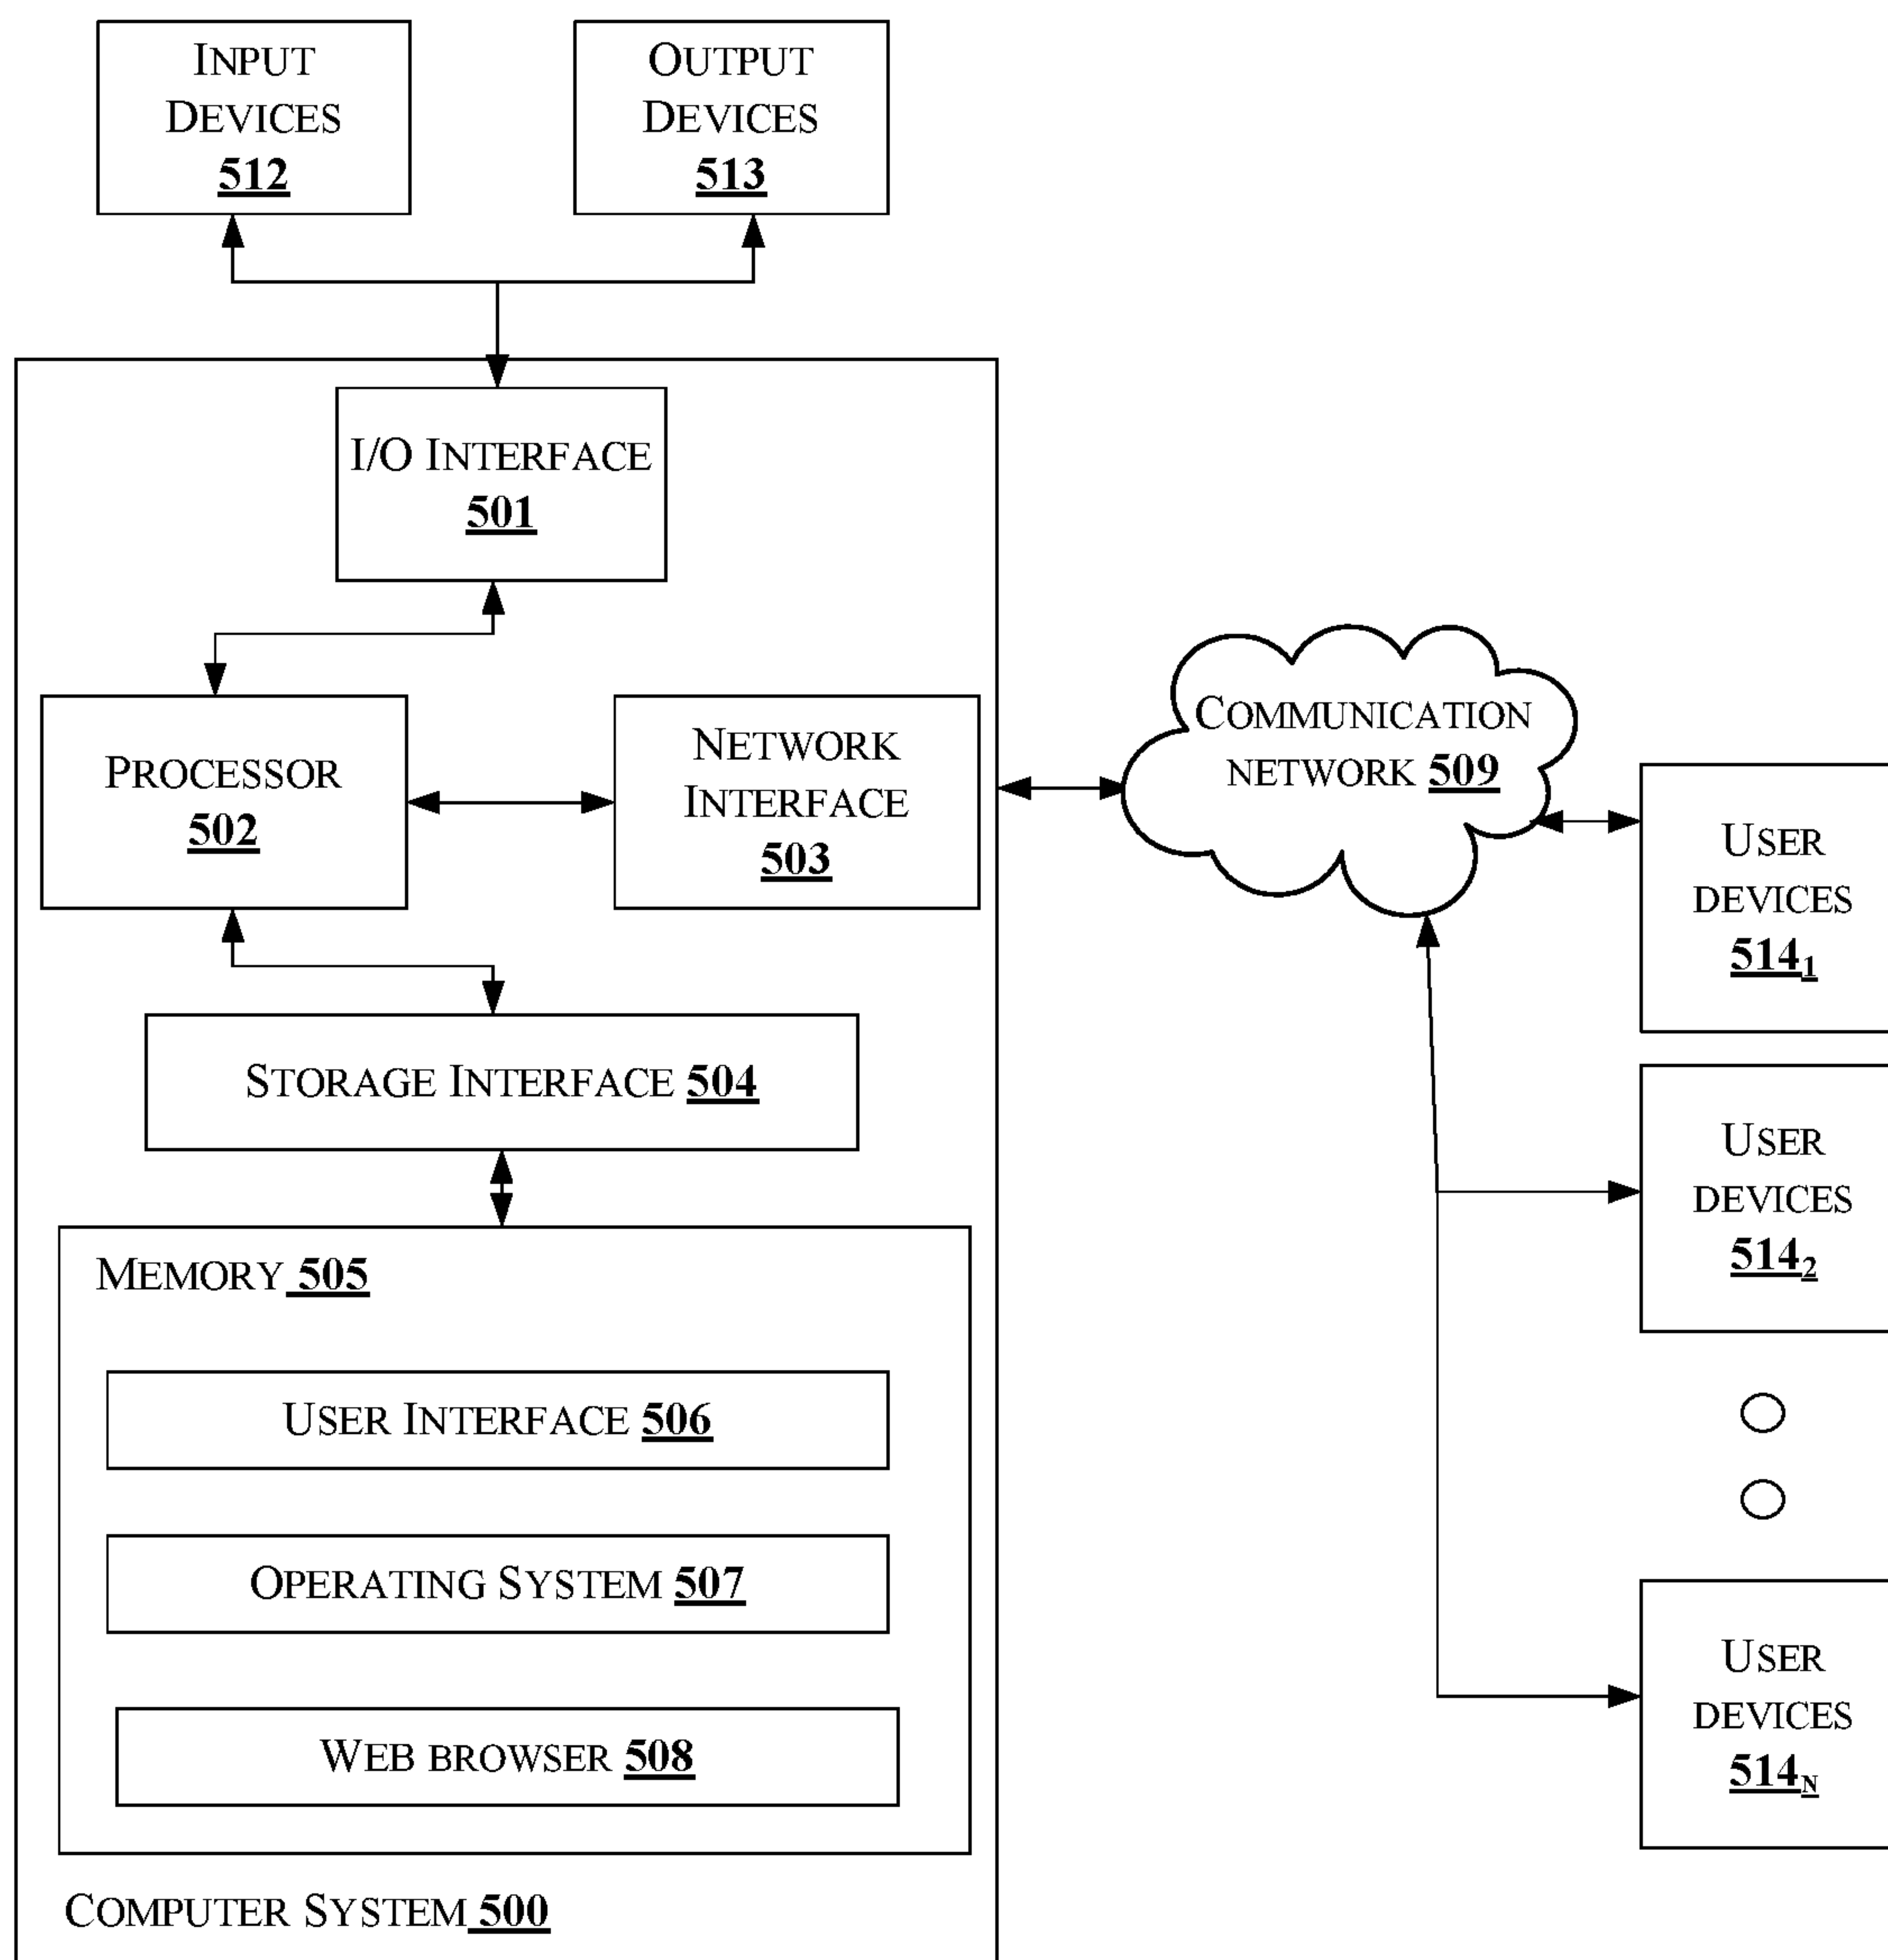 INPUT
DEVICES
512
OUTPUT
DEVICES
513
I/O INTERFACE
501
PROCESSOR
502
NETWORK
INTERFACE
503
STORAGE INTERFACE 504
MEMORY 505
USER INTERFACE 506
OPERATING SYSTEM 507
WEB BROWSER 508
COMPUTER SYSTEM 500
COMMUNICATION
NETWORK 509
USER
DEVICES
514₁
USER
DEVICES
514₂
USER
DEVICES
514N